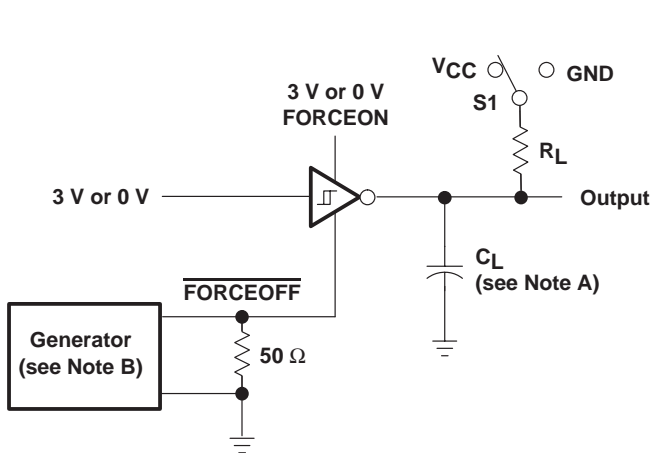 VCC
GND
S1
3 V or 0 V
FORCEON
RL
3 V or 0 V
Output
CL
(see Note A)
FORCEOFF
Generator
(see Note B)
50 Ω